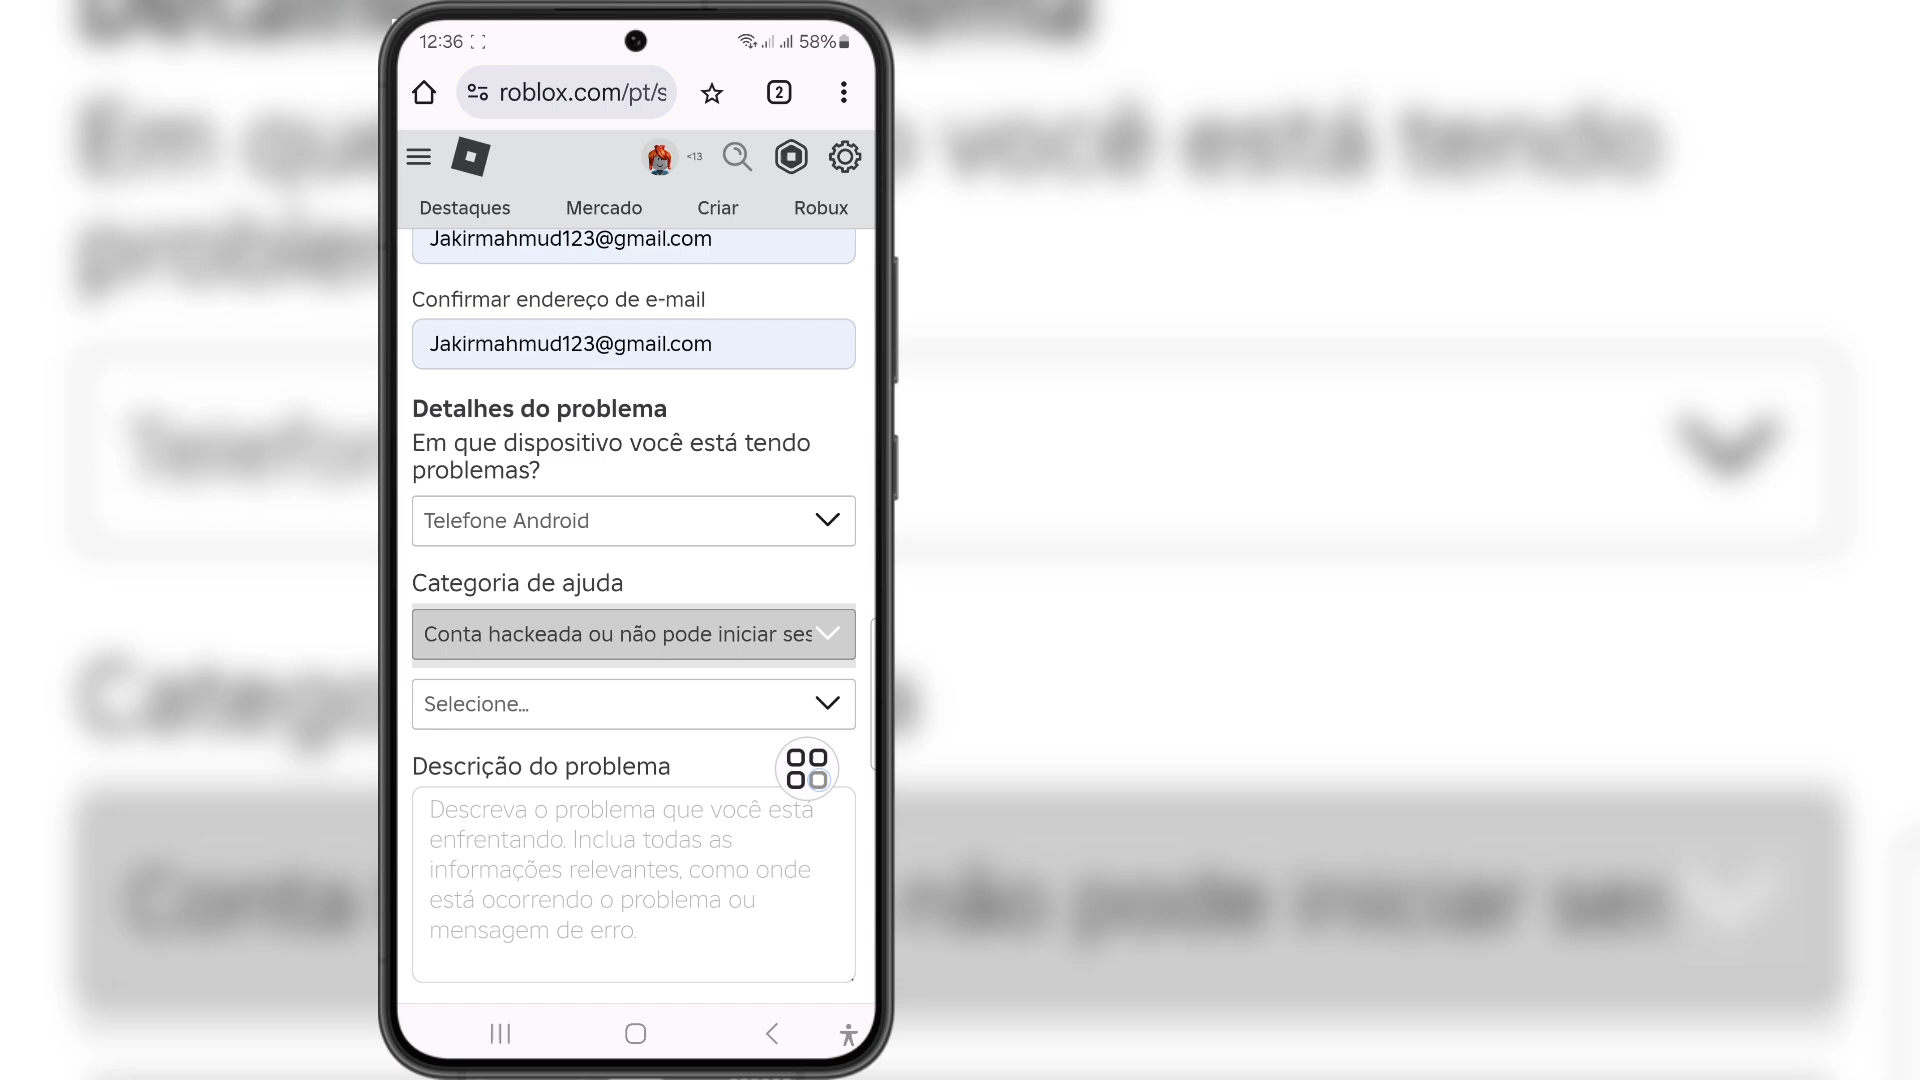 12:36
58%
roblox.com/pt/s
2
<13
Destaques Mercado Criar Robux
Jakirmahmud123@gmail.com
Confirmar endereço de e-mail
Jakirmahmud123@gmail.com
Detalhes do problema
Em que dispositivo você está tendo
problemas?
Telefone Android
Categoria de ajuda
Conta hackeada ou não pode iniciar ses
Selecione...
Descrição do problema
Descreva o problema que você está
enfrentando. Inclua todas as
informações relevantes, como onde
está ocorrendo o problema ou
mensagem de erro.